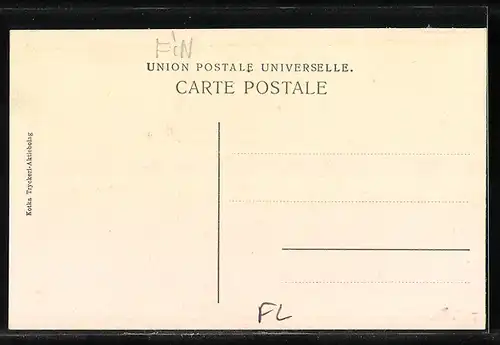 FiN
UNION POSTALE UNIVERSELLE.
CARTE POSTALE
Kotka Tryckeri-Aktiebolag
FL